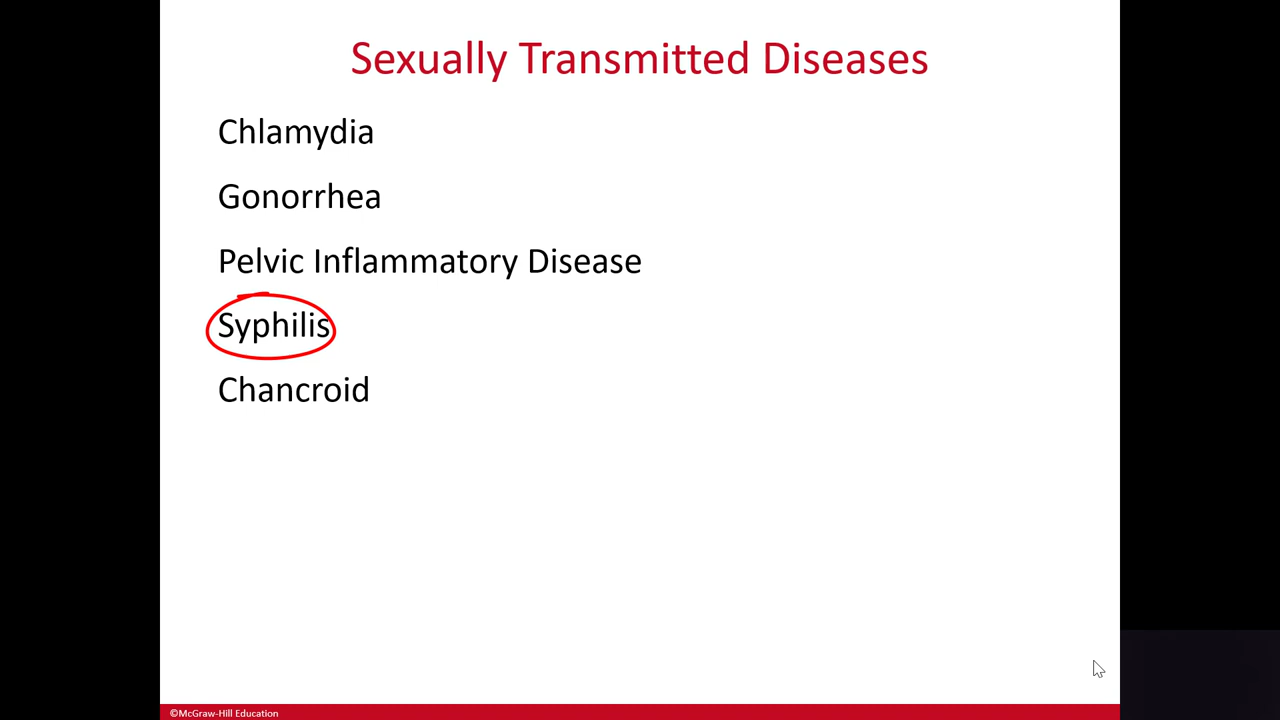 Sexually Transmitted Diseases
Chlamydia
Gonorrhea
Pelvic Inflammatory Disease
Syphilis
Chancroid
©McGraw-Hill Education